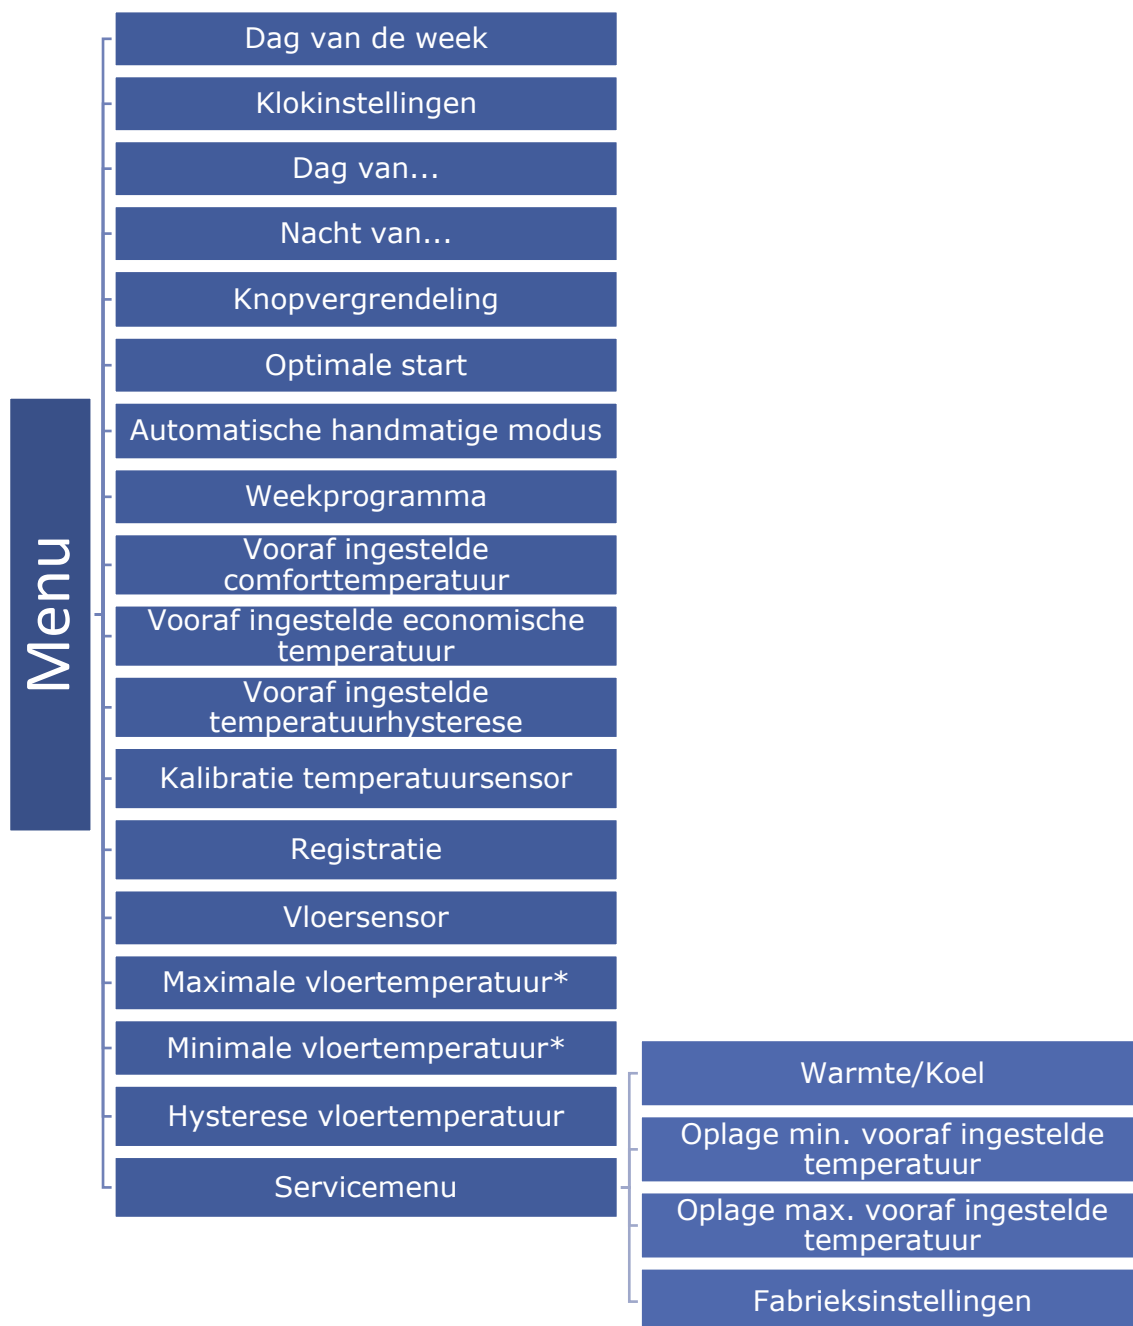 Menu
Dag van de week
Klokinstellingen
Dag van...
Nacht van...
Knopvergrendeling
Optimale start
Automatische handmatige modus
Weekprogramma
Vooraf ingestelde
comforttemperatuur
Vooraf ingestelde economische
temperatuur
Vooraf ingestelde
temperatuurhysterese
Kalibratie temperatuursensor
Registratie
Vloersensor
Maximale vloertemperatuur*
Minimale vloertemperatuur*
Hysterese vloertemperatuur
Servicemenu
Warmte/Koel
Oplage min. vooraf ingestelde
temperatuur
Oplage max. vooraf ingestelde
temperatuur
Fabrieksinstellingen